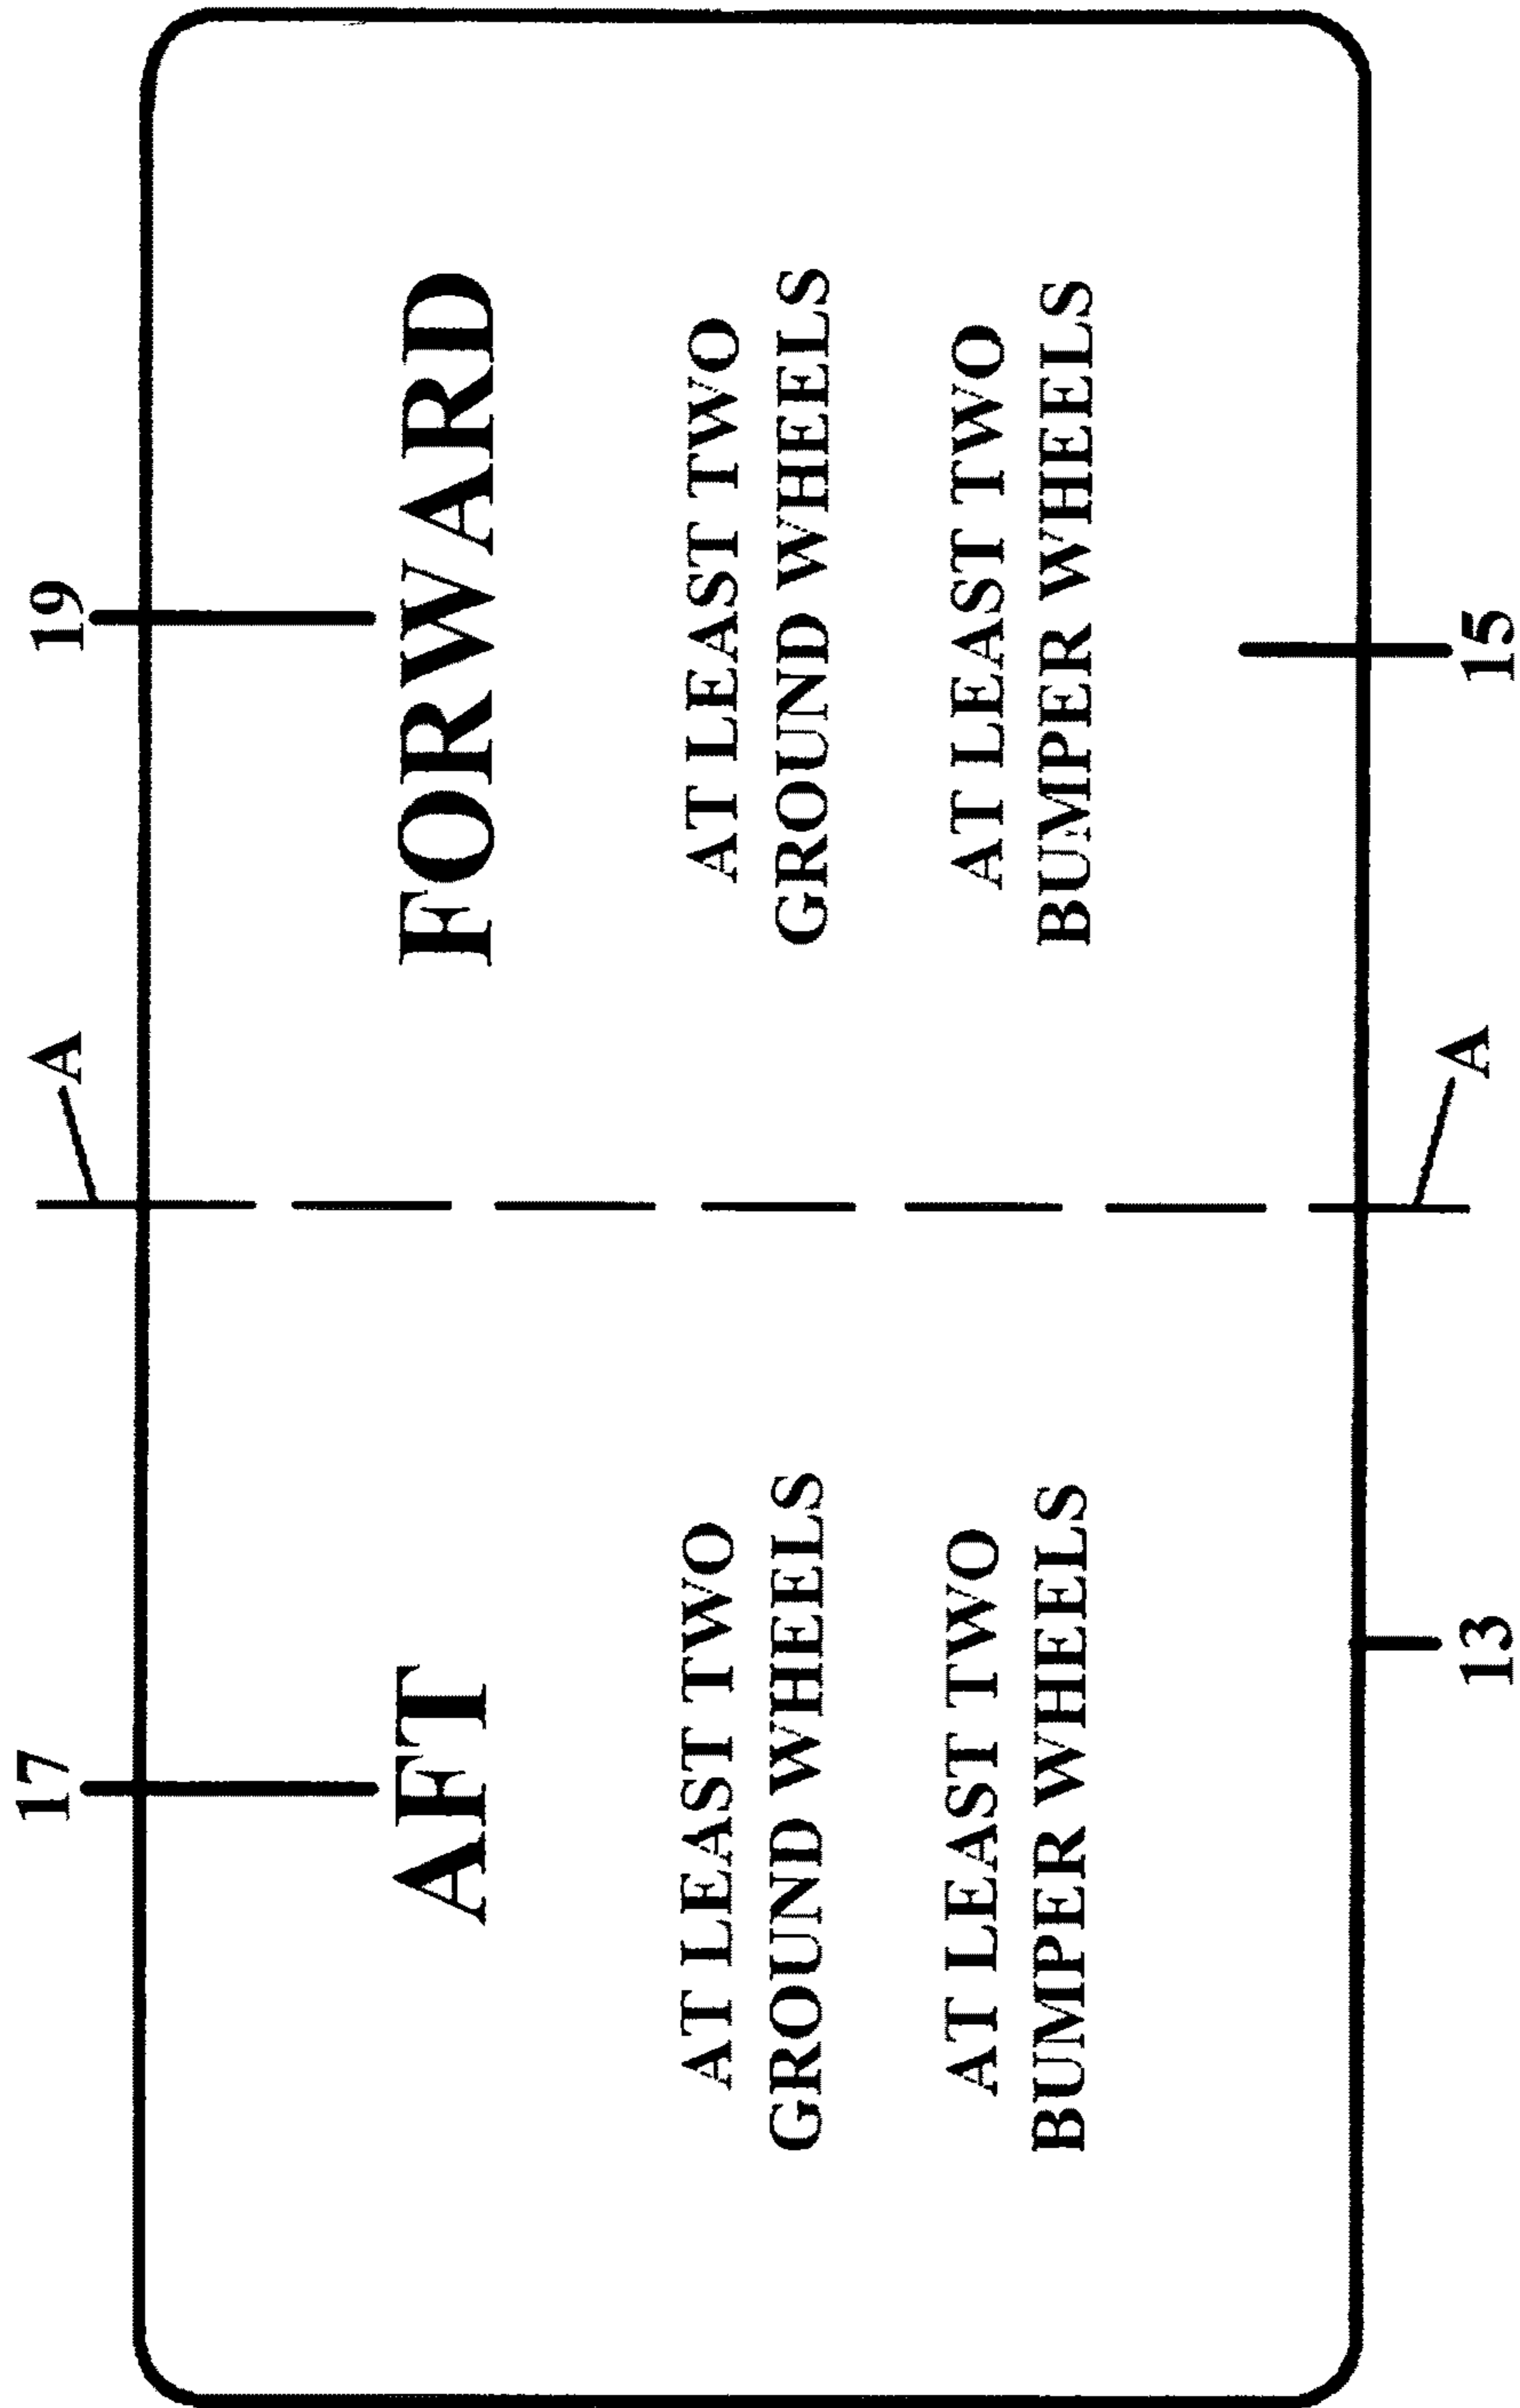 17
A
19
AFT
FORWARD
AT LEAST TWO
GROUND WHEELS
AT LEAST TWO
BUMPER WHEELS
AT LEAST TWO
GROUND WHEELS
AT LEAST TWO
BUMPER WHEELS
13
A
15